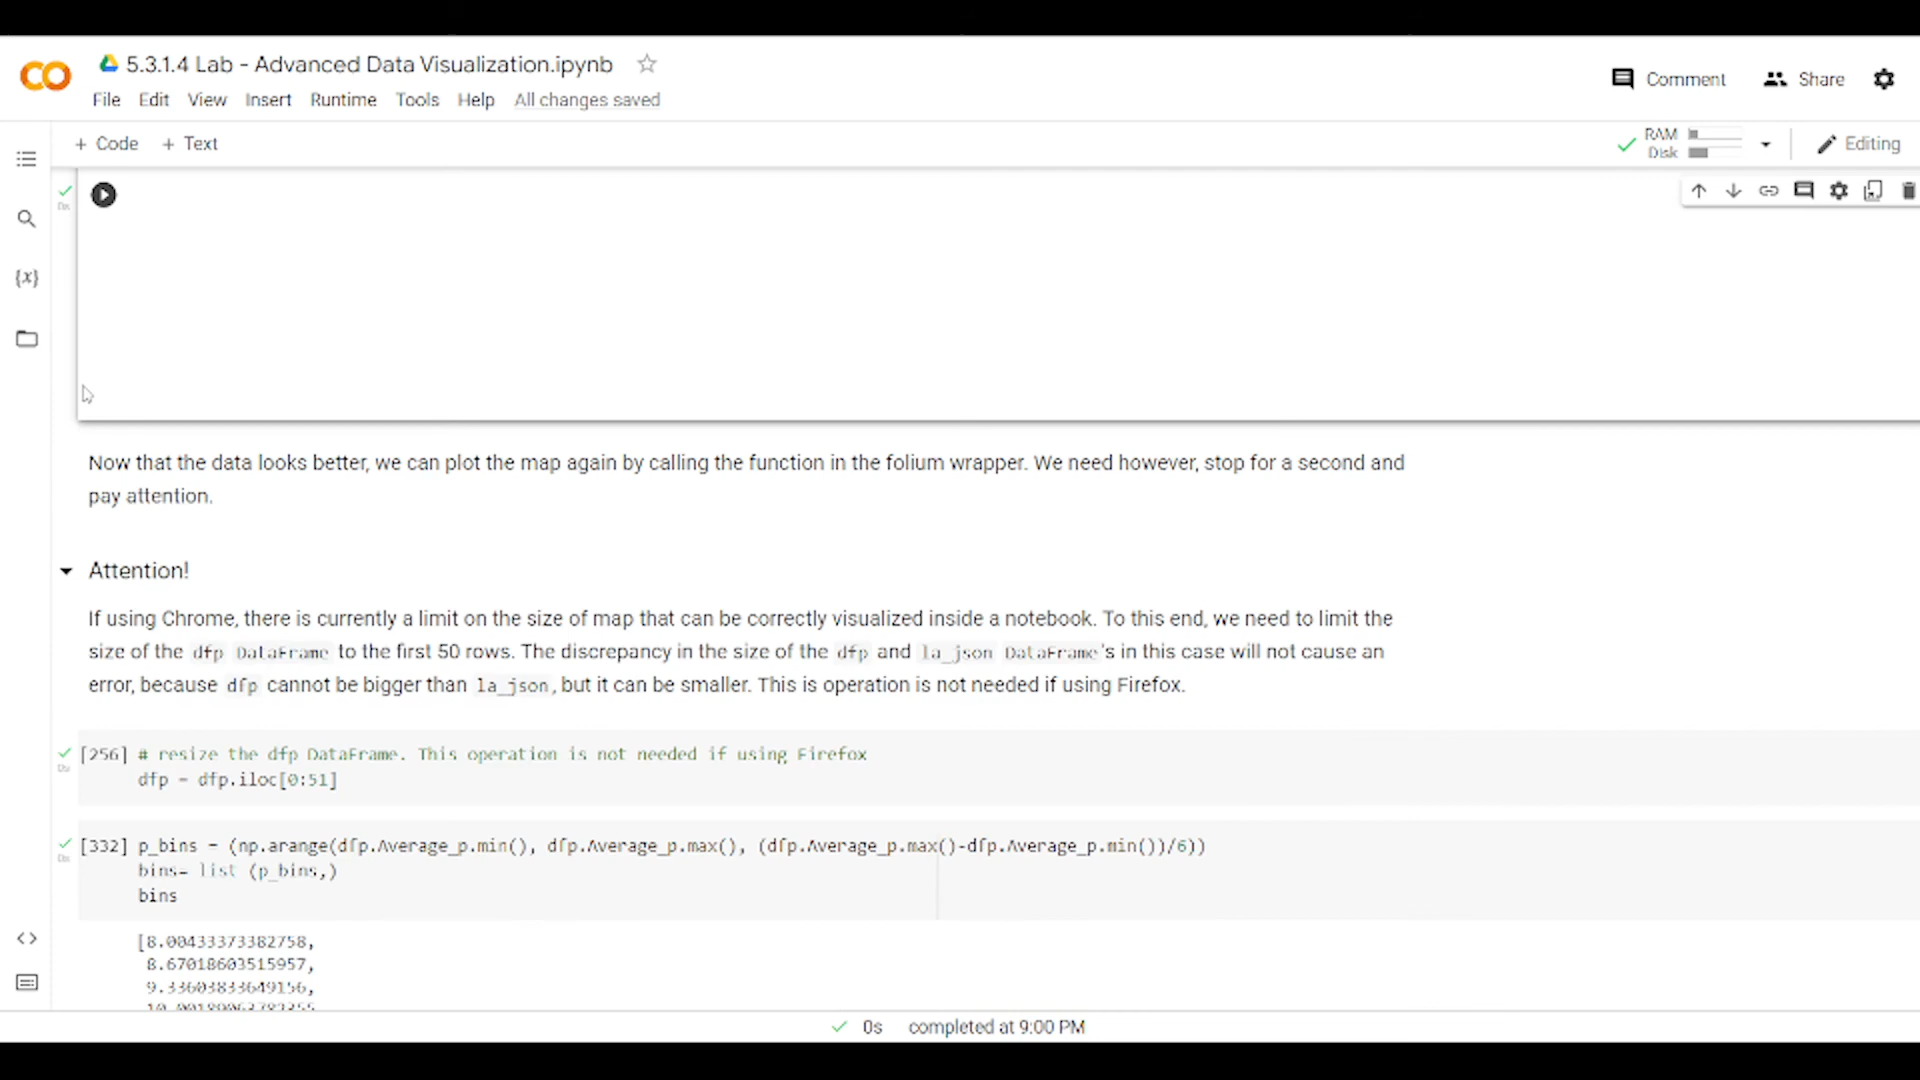 5.3.1.4 Lab - Advanced Data Visualization.ipynb
Comment
Share
File Edit View Insert Runtime Tools Help All changes saved
+ Code + Text
RAM
Disk
Editing
{x}
Now that the data looks better, we can plot the map again by calling the function in the folium wrapper. We need however, stop for a second and
pay attention.
Attention!
If using Chrome, there is currently a limit on the size of map that can be correctly visualized inside a notebook. To this end, we need to limit the
size of the dfp DataFrame to the first 50 rows. The discrepancy in the size of the dfp and la_json DataFrame's in this case will not cause an
error, because dfp cannot be bigger than la_json, but it can be smaller. This is operation is not needed if using Firefox.
[256] # resize the dfp DataFrame. This operation is not needed if using Firefox
dfp = dfp.iloc[0:51]
[332] p_bins = (np.arange(dfp.Average_p.min(), dfp.Average_p.max(), (dfp.Average_p.max()-dfp.Average_p.min())/6))
bins= list (p_bins,)
bins
[8.00433373382758,
8.67018603515957,
9.33603833649156,
0s completed at 9:00 PM